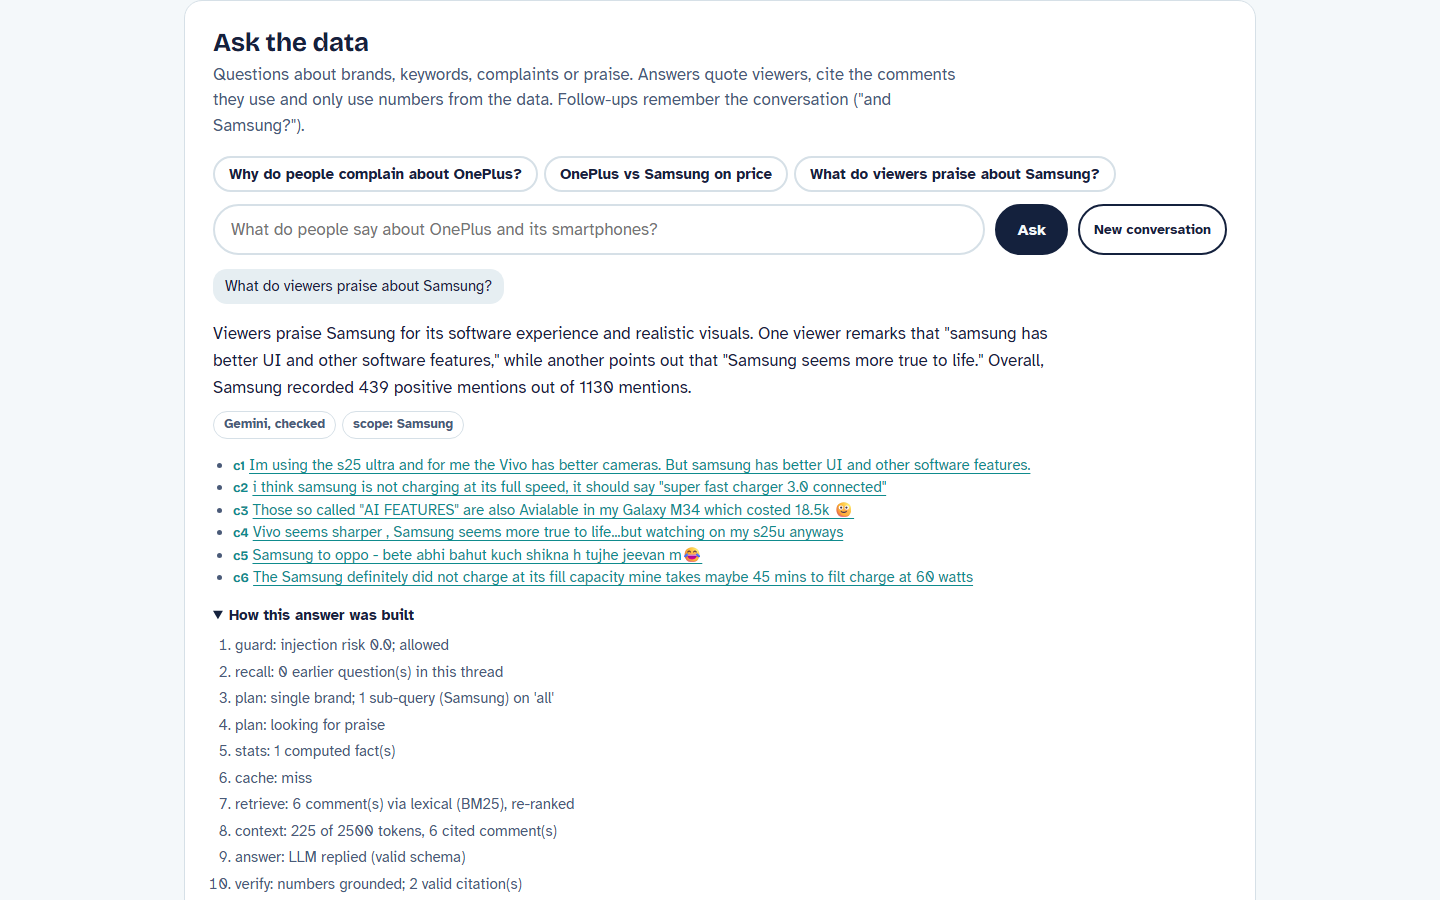 Ask the data
Questions about brands, keywords, complaints or praise. Answers quote viewers, cite the comments
they use and only use numbers from the data. Follow-ups remember the conversation ("and
Samsung?").
Why do people complain about OnePlus? OnePlus vs Samsung on price What do viewers praise about Samsung?
What do people say about OnePlus and its smartphones? Ask New conversation
What do viewers praise about Samsung?
Viewers praise Samsung for its software experience and realistic visuals. One viewer remarks that "samsung has
better UI and other software features," while another points out that "Samsung seems more true to life." Overall,
Samsung recorded 439 positive mentions out of 1130 mentions.
Gemini, checked scope: Samsung
c1 Im using the s25 ultra and for me the Vivo has better cameras. But samsung has better UI and other software features.
c2 i think samsung is not charging at its full speed, it should say "super fast charger 3.0 connected"
c3 Those so called "AI FEATURES" are also Avialable in my Galaxy M34 which costed 18.5k 🙂
c4 Vivo seems sharper , Samsung seems more true to life...but watching on my s25u anyways
c5 Samsung to oppo - bete abhi bahut kuch shikna h tujhe jeevan m😂
c6 The Samsung definitely did not charge at its fill capacity mine takes maybe 45 mins to filt charge at 60 watts
▼ How this answer was built
1. guard: injection risk 0.0; allowed
2. recall: 0 earlier question(s) in this thread
3. plan: single brand; 1 sub-query (Samsung) on 'all'
4. plan: looking for praise
5. stats: 1 computed fact(s)
6. cache: miss
7. retrieve: 6 comment(s) via lexical (BM25), re-ranked
8. context: 225 of 2500 tokens, 6 cited comment(s)
9. answer: LLM replied (valid schema)
10. verify: numbers grounded; 2 valid citation(s)